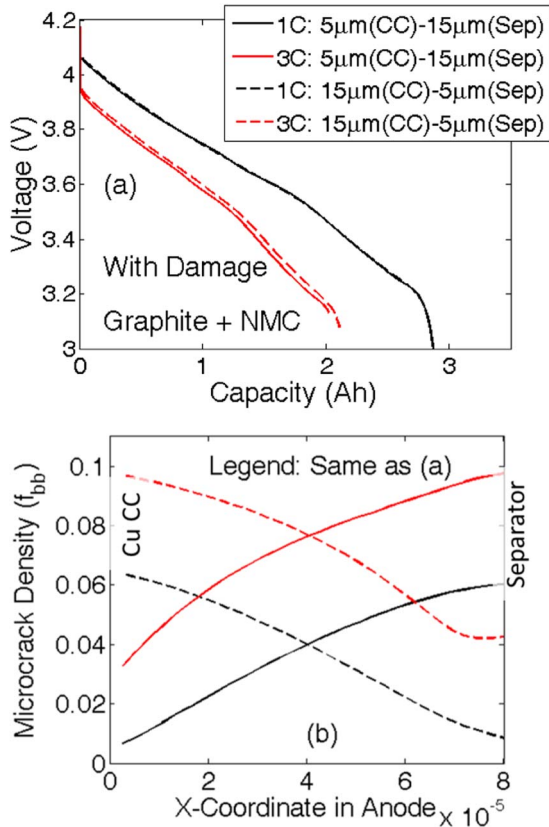 1C: 5μm(CC)-15μm(Sep)
3C: 5μm(CC)-15μm(Sep)
1C: 15μm(CC)-5μm(Sep)
3C: 15μm(CC)-5μm(Sep)
4.2
4
3.8
3.6
3.4
3.2
3
Voltage (V)
(a)
With Damage
Graphite + NMC
0
1
2
3
Capacity (Ah)
0.1
0.08
0.06
0.04
0.02
0
Microcrack Density (f_bb)
Legend: Same as (a)
Cu CC
Separator
(b)
0
2
4
6
8
X-Coordinate in Anode x 10^-5